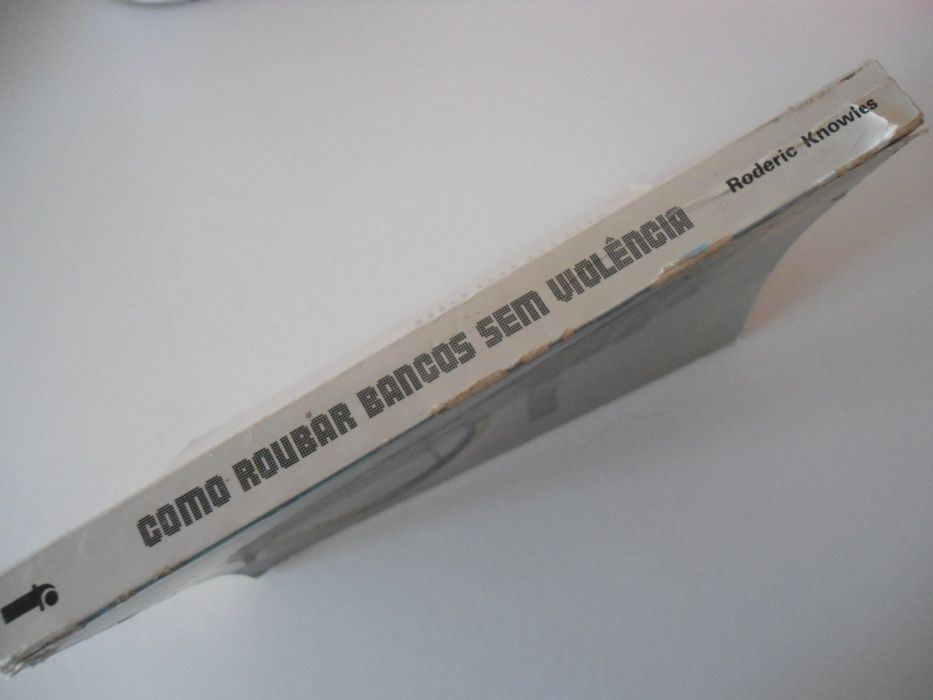 COMO ROUBAR BANCOS SEM VIOLÊNCIA
Roderic Knowles